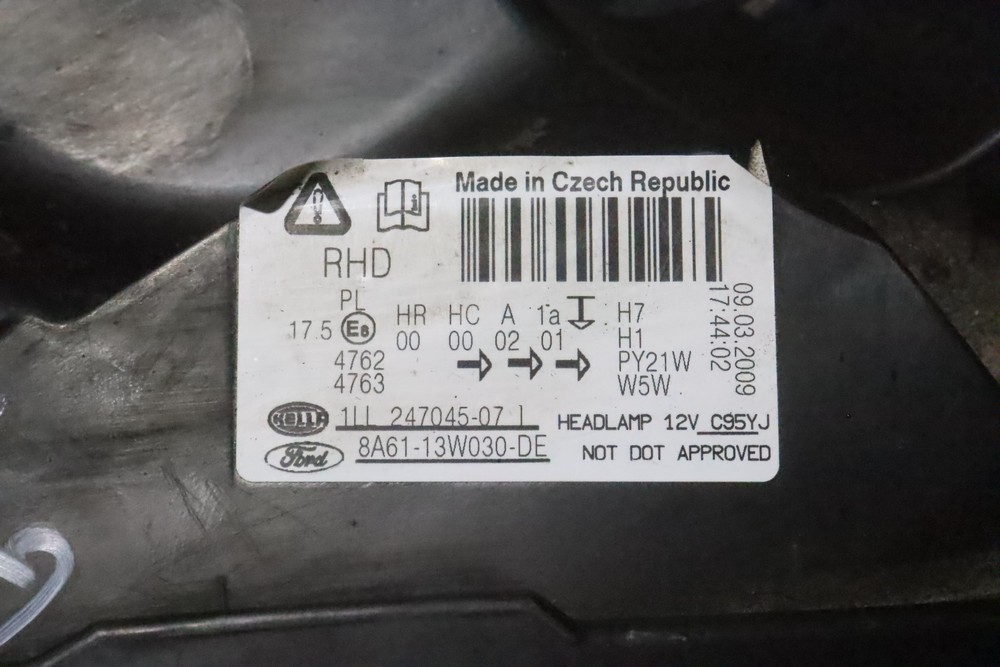 Made in Czech Republic
RHD
PL
17.5 E8
HR HC A 1a
00 00 02 01
4762
4763
H7
H1
PY21W
W5W
09.03.2009
17:44:02
HELLA 1LL 247045-07 L
HEADLAMP 12V C95YJ
Ford 8A61-13W030-DE
NOT DOT APPROVED